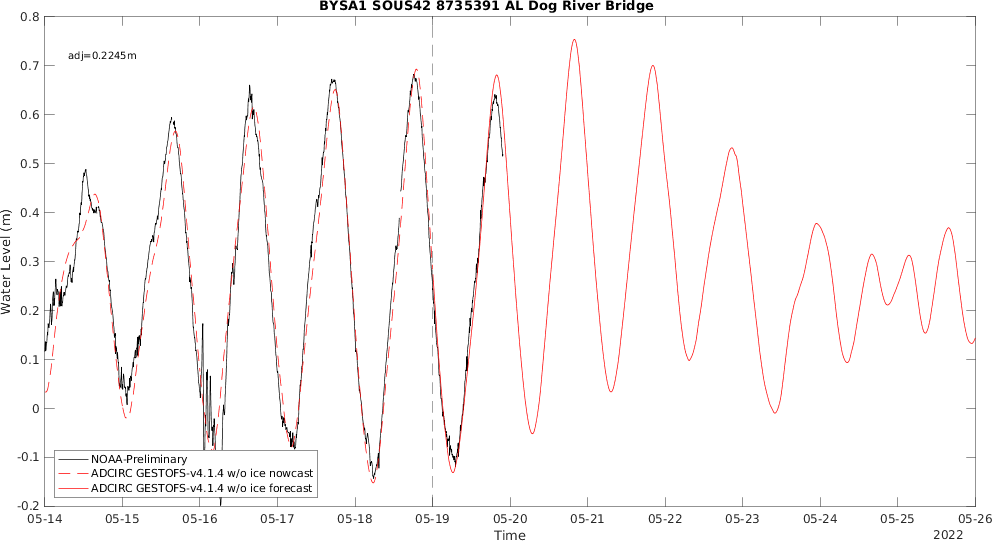 BYSA1 SOUS42 8735391 AL Dog River Bridge
0.8
0.7
0.6
0.5
0.4
0.3
0.2
0.1
0
-0.1
-0.2
Water Level (m)
adj=0.2245m
NOAA-Preliminary
ADCIRC GESTOFS-v4.1.4 w/o ice nowcast
ADCIRC GESTOFS-v4.1.4 w/o ice forecast
05-14 05-15 05-16 05-17 05-18 05-19 05-20 05-21 05-22 05-23 05-24 05-25 05-26
Time
2022